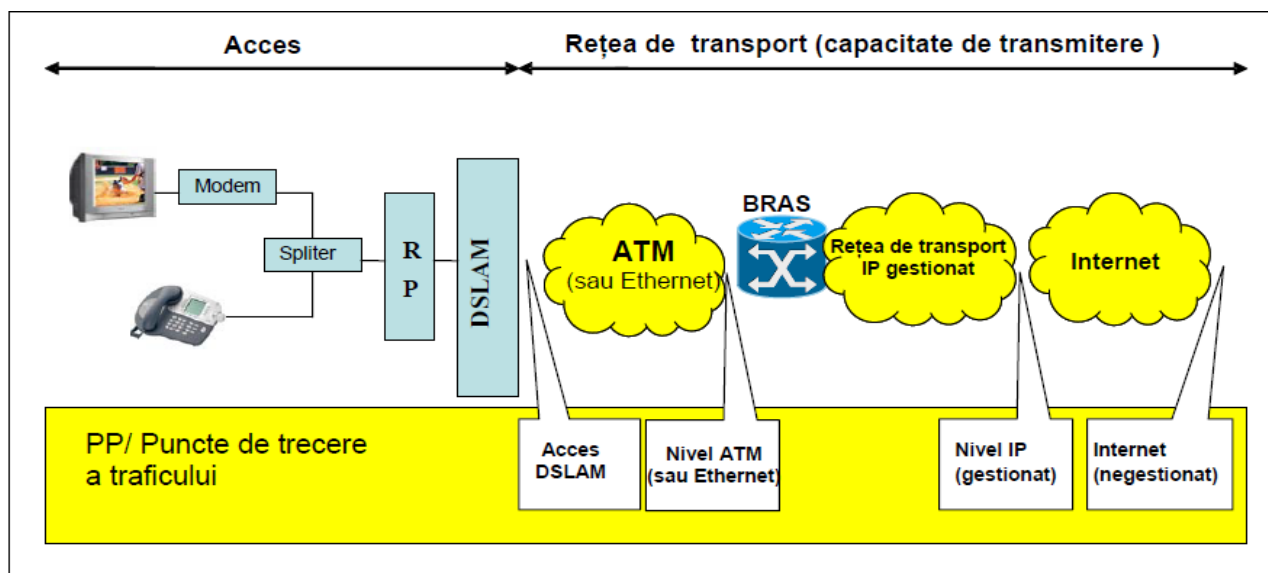 Acces
Rețea de transport (capacitate de transmitere )
Modem
Spliter
R
P
DSLAM
ATM
(sau Ethernet)
BRAS
Rețea de transport
IP gestionat
Internet
PP/ Puncte de trecere
a traficului
Acces
DSLAM
Nivel ATM
(sau Ethernet)
Nivel IP
(gestionat)
Internet
(negestionat)